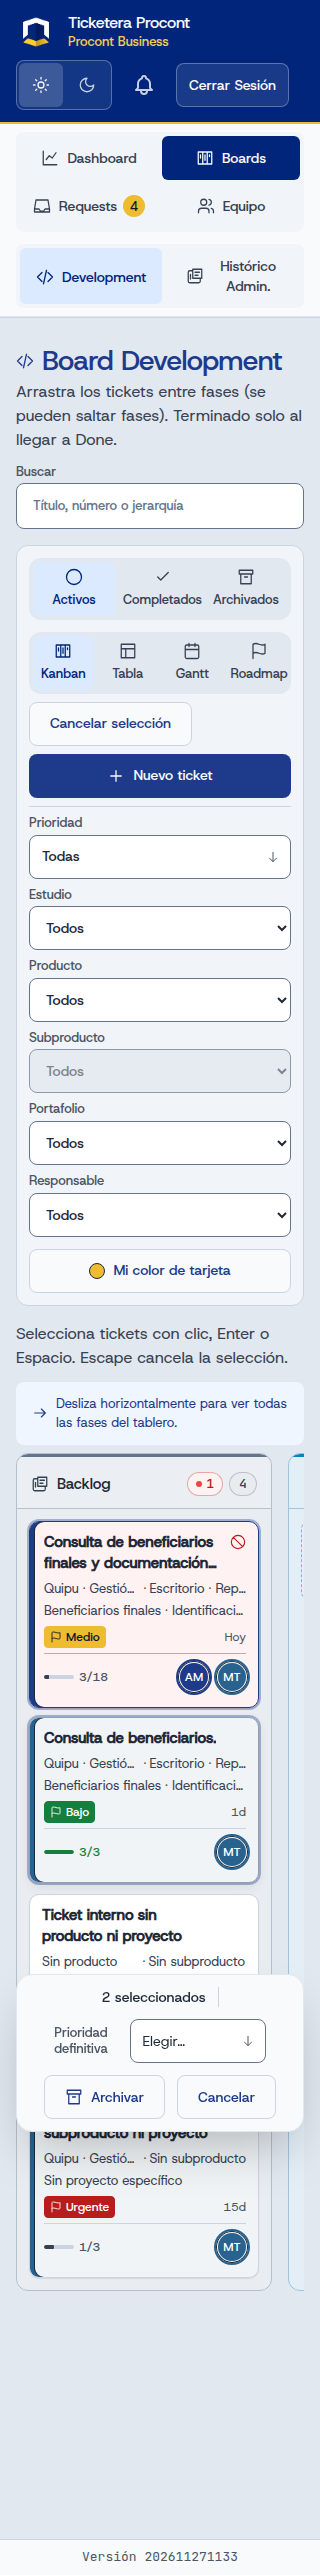 Ticketera Procont
Procont Business
Cerrar Sesión
Dashboard
Boards
Requests 4
Equipo
Development
Histórico
Admin.
Board Development
Arrastra los tickets entre fases (se
pueden saltar fases). Terminado solo al
llegar a Done.
Buscar
Título, número o jerarquía
Activos
Completados
Archivados
Kanban
Tabla
Gantt
Roadmap
Cancelar selección
Nuevo ticket
Prioridad
Todas
Estudio
Todos
Producto
Todos
Subproducto
Todos
Portafolio
Todos
Responsable
Todos
Mi color de tarjeta
Selecciona tickets con clic, Enter o
Espacio. Escape cancela la selección.
Desliza horizontalmente para ver todas
las fases del tablero.
Backlog 1 4
Consulta de beneficiarios
finales y documentación...
Quipu · Gestió... · Escritorio · Rep...
Beneficiarios finales · Identificaci...
Medio Hoy
3/18 AM MT
Consulta de beneficiarios.
Quipu · Gestió... · Escritorio · Rep...
Beneficiarios finales · Identificaci...
Bajo 1d
3/3 MT
Ticket interno sin
producto ni proyecto
Sin producto · Sin subproducto
2 seleccionados
Prioridad
definitiva
Elegir...
Archivar
Cancelar
subproducto ni proyecto
Quipu · Gestió... · Sin subproducto
Sin proyecto específico
Urgente 15d
1/3 MT
Versión 202611271133